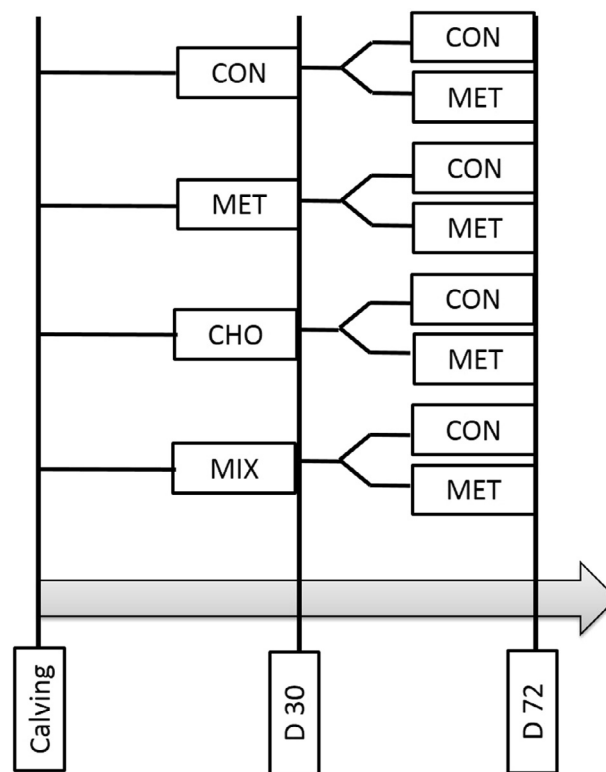 CON
CON
MET
MET
CON
MET
CHO
CON
MET
MIX
CON
MET
Calving
D 30
D 72